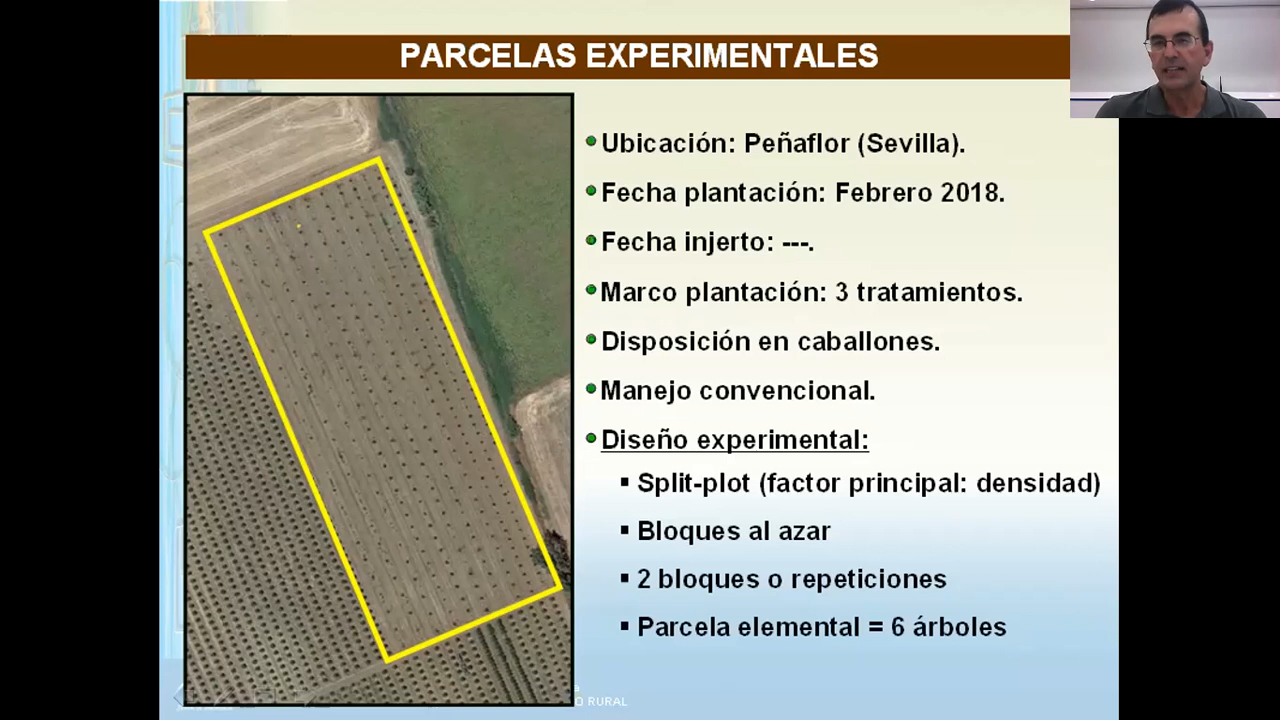 PARCELAS EXPERIMENTALES
Ubicación: Peñaflor (Sevilla).
Fecha plantación: Febrero 2018.
Fecha injerto: ---.
Marco plantación: 3 tratamientos.
Disposición en caballones.
Manejo convencional.
Diseño experimental:
Split-plot (factor principal: densidad)
Bloques al azar
2 bloques o repeticiones
Parcela elemental = 6 árboles
RURAL